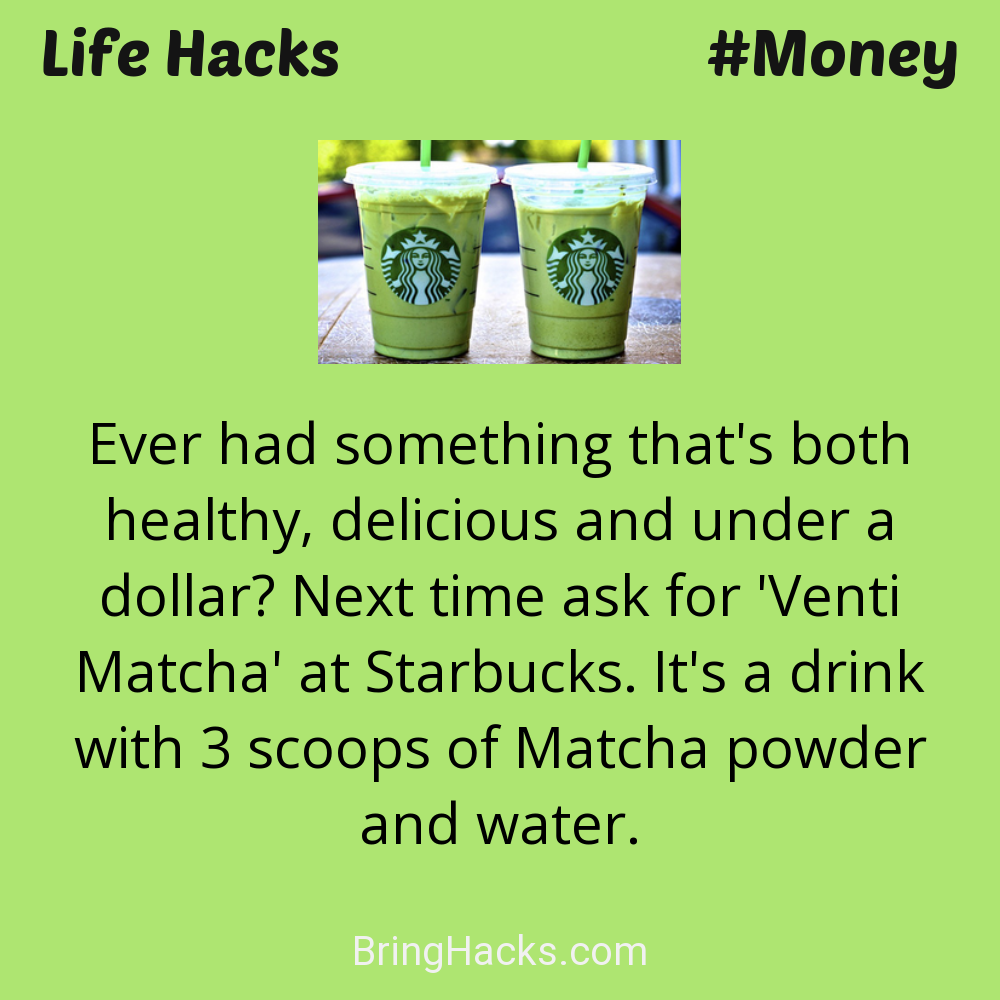 Life Hacks
#Money
Ever had something that's both
healthy, delicious and under a
dollar? Next time ask for 'Venti
Matcha' at Starbucks. It's a drink
with 3 scoops of Matcha powder
and water.
BringHacks.com